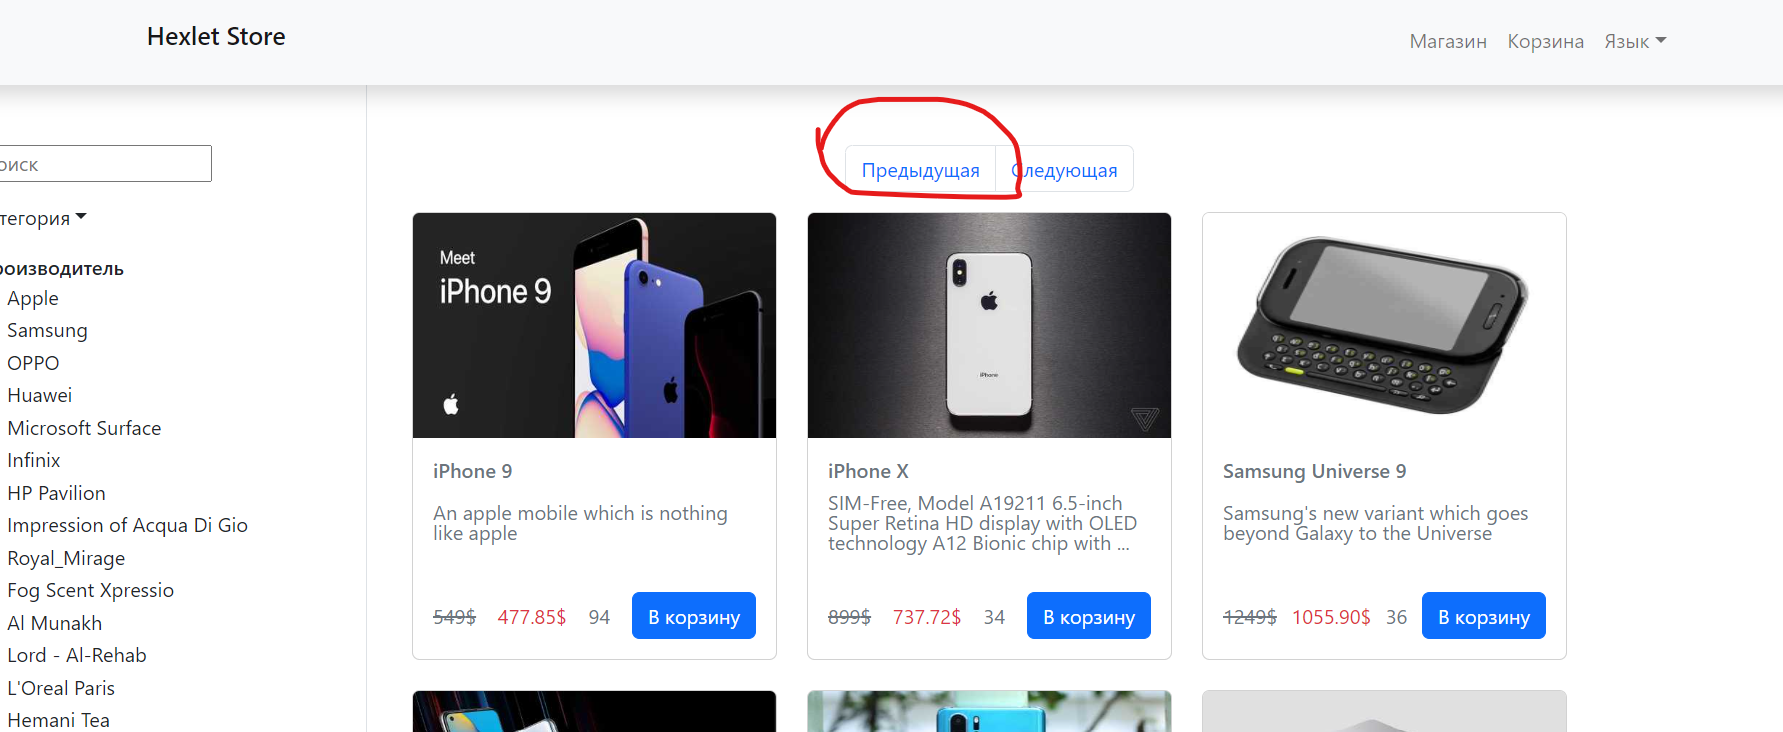 Hexlet Store
Магазин Корзина Язык
оиск
тегория
роизводитель
Apple
Samsung
OPPO
Huawei
Microsoft Surface
Infinix
HP Pavilion
Impression of Acqua Di Gio
Royal_Mirage
Fog Scent Xpressio
Al Munakh
Lord - Al-Rehab
L'Oreal Paris
Hemani Tea
Предыдущая Следующая
Meet
iPhone 9
iPhone 9
An apple mobile which is nothing
like apple
549$ 477.85$ 94 В корзину
iPhone
iPhone X
SIM-Free, Model A19211 6.5-inch
Super Retina HD display with OLED
technology A12 Bionic chip with ...
899$ 737.72$ 34 В корзину
Samsung Universe 9
Samsung's new variant which goes
beyond Galaxy to the Universe
1249$ 1055.90$ 36 В корзину